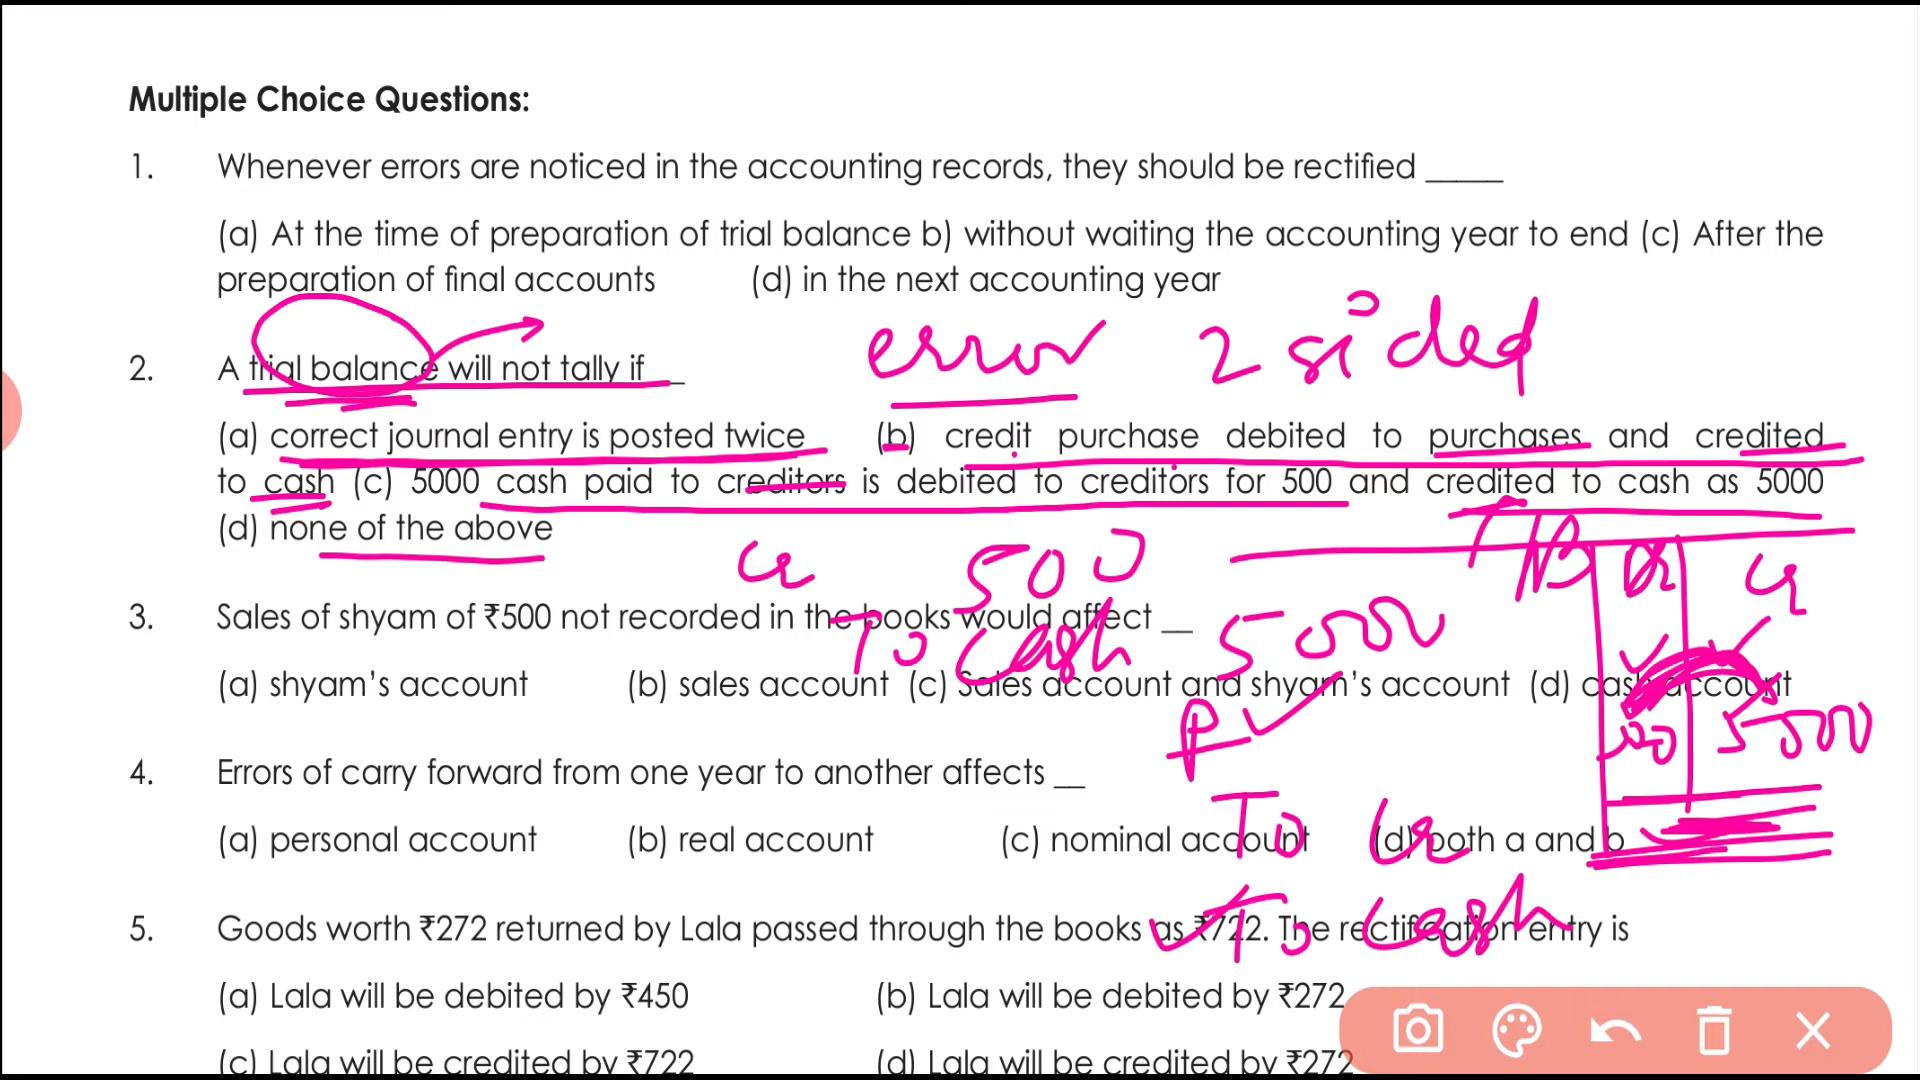 Multiple Choice Questions:
1. Whenever errors are noticed in the accounting records, they should be rectified _____
(a) At the time of preparation of trial balance b) without waiting the accounting year to end (c) After the
preparation of final accounts (d) in the next accounting year
error 2 sided
2. A trial balance will not tally if __
(a) correct journal entry is posted twice (b) credit purchase debited to purchases and credited
to cash (c) 5000 cash paid to creditors is debited to creditors for 500 and credited to cash as 5000
(d) none of the above
Cr 500 TB Dr Cr
3. Sales of shyam of ₹500 not recorded in the books would affect __
To Cash 5000
(a) shyam's account (b) sales account (c) Sales account and shyam's account (d) cash account
P 500 5000
4. Errors of carry forward from one year to another affects __
(a) personal account (b) real account (c) nominal account (d) both a and b
To Cr
To Cash
5. Goods worth ₹272 returned by Lala passed through the books as ₹722. The rectification entry is
(a) Lala will be debited by ₹450 (b) Lala will be debited by ₹272
(c) Lala will be credited by ₹722 (d) Lala will be credited by ₹272